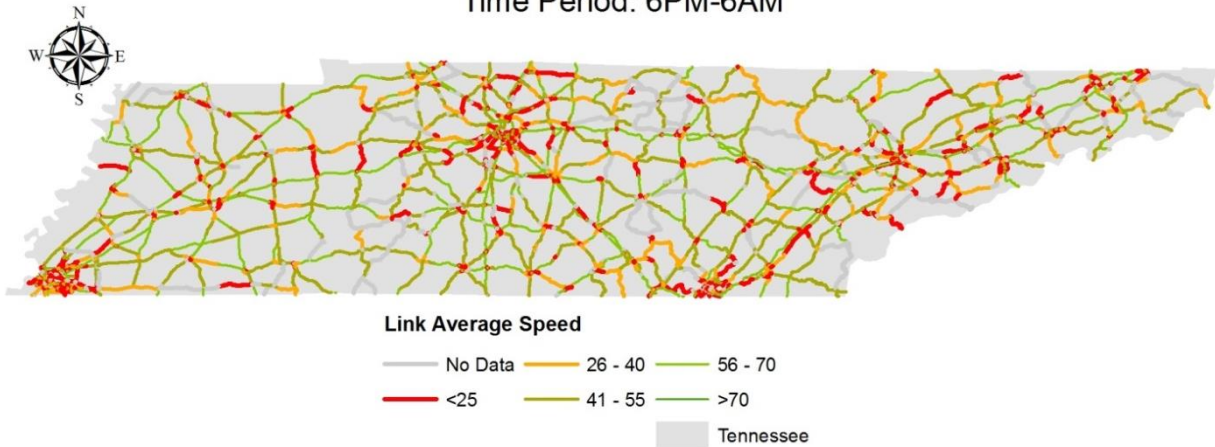 Time Period: 6PM-6AM
N
W E
S
Link Average Speed
No Data 26 - 40 56 - 70
<25 41 - 55 >70
Tennessee